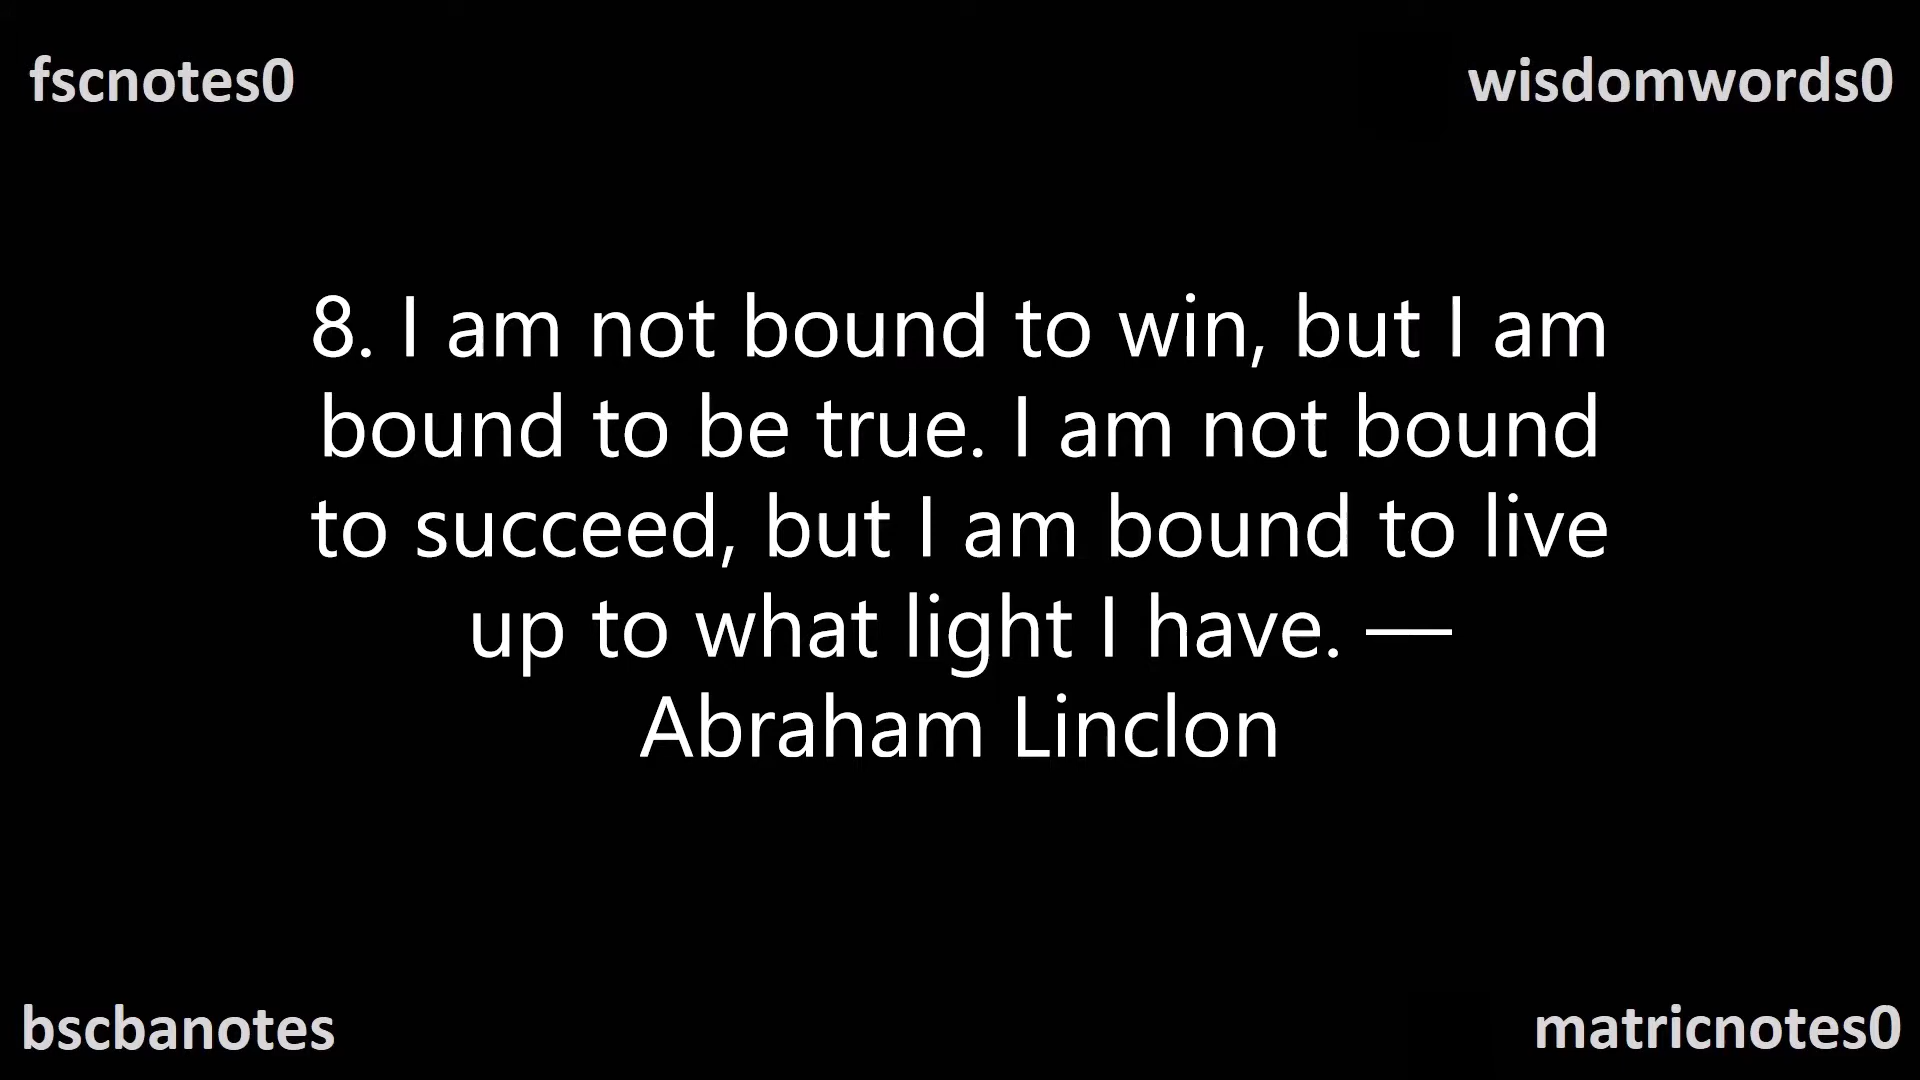 fscnotes0
wisdomwords0
8. I am not bound to win, but I am
bound to be true. I am not bound
to succeed, but I am bound to live
up to what light I have. —
Abraham Linclon
bscbanotes
matricnotes0